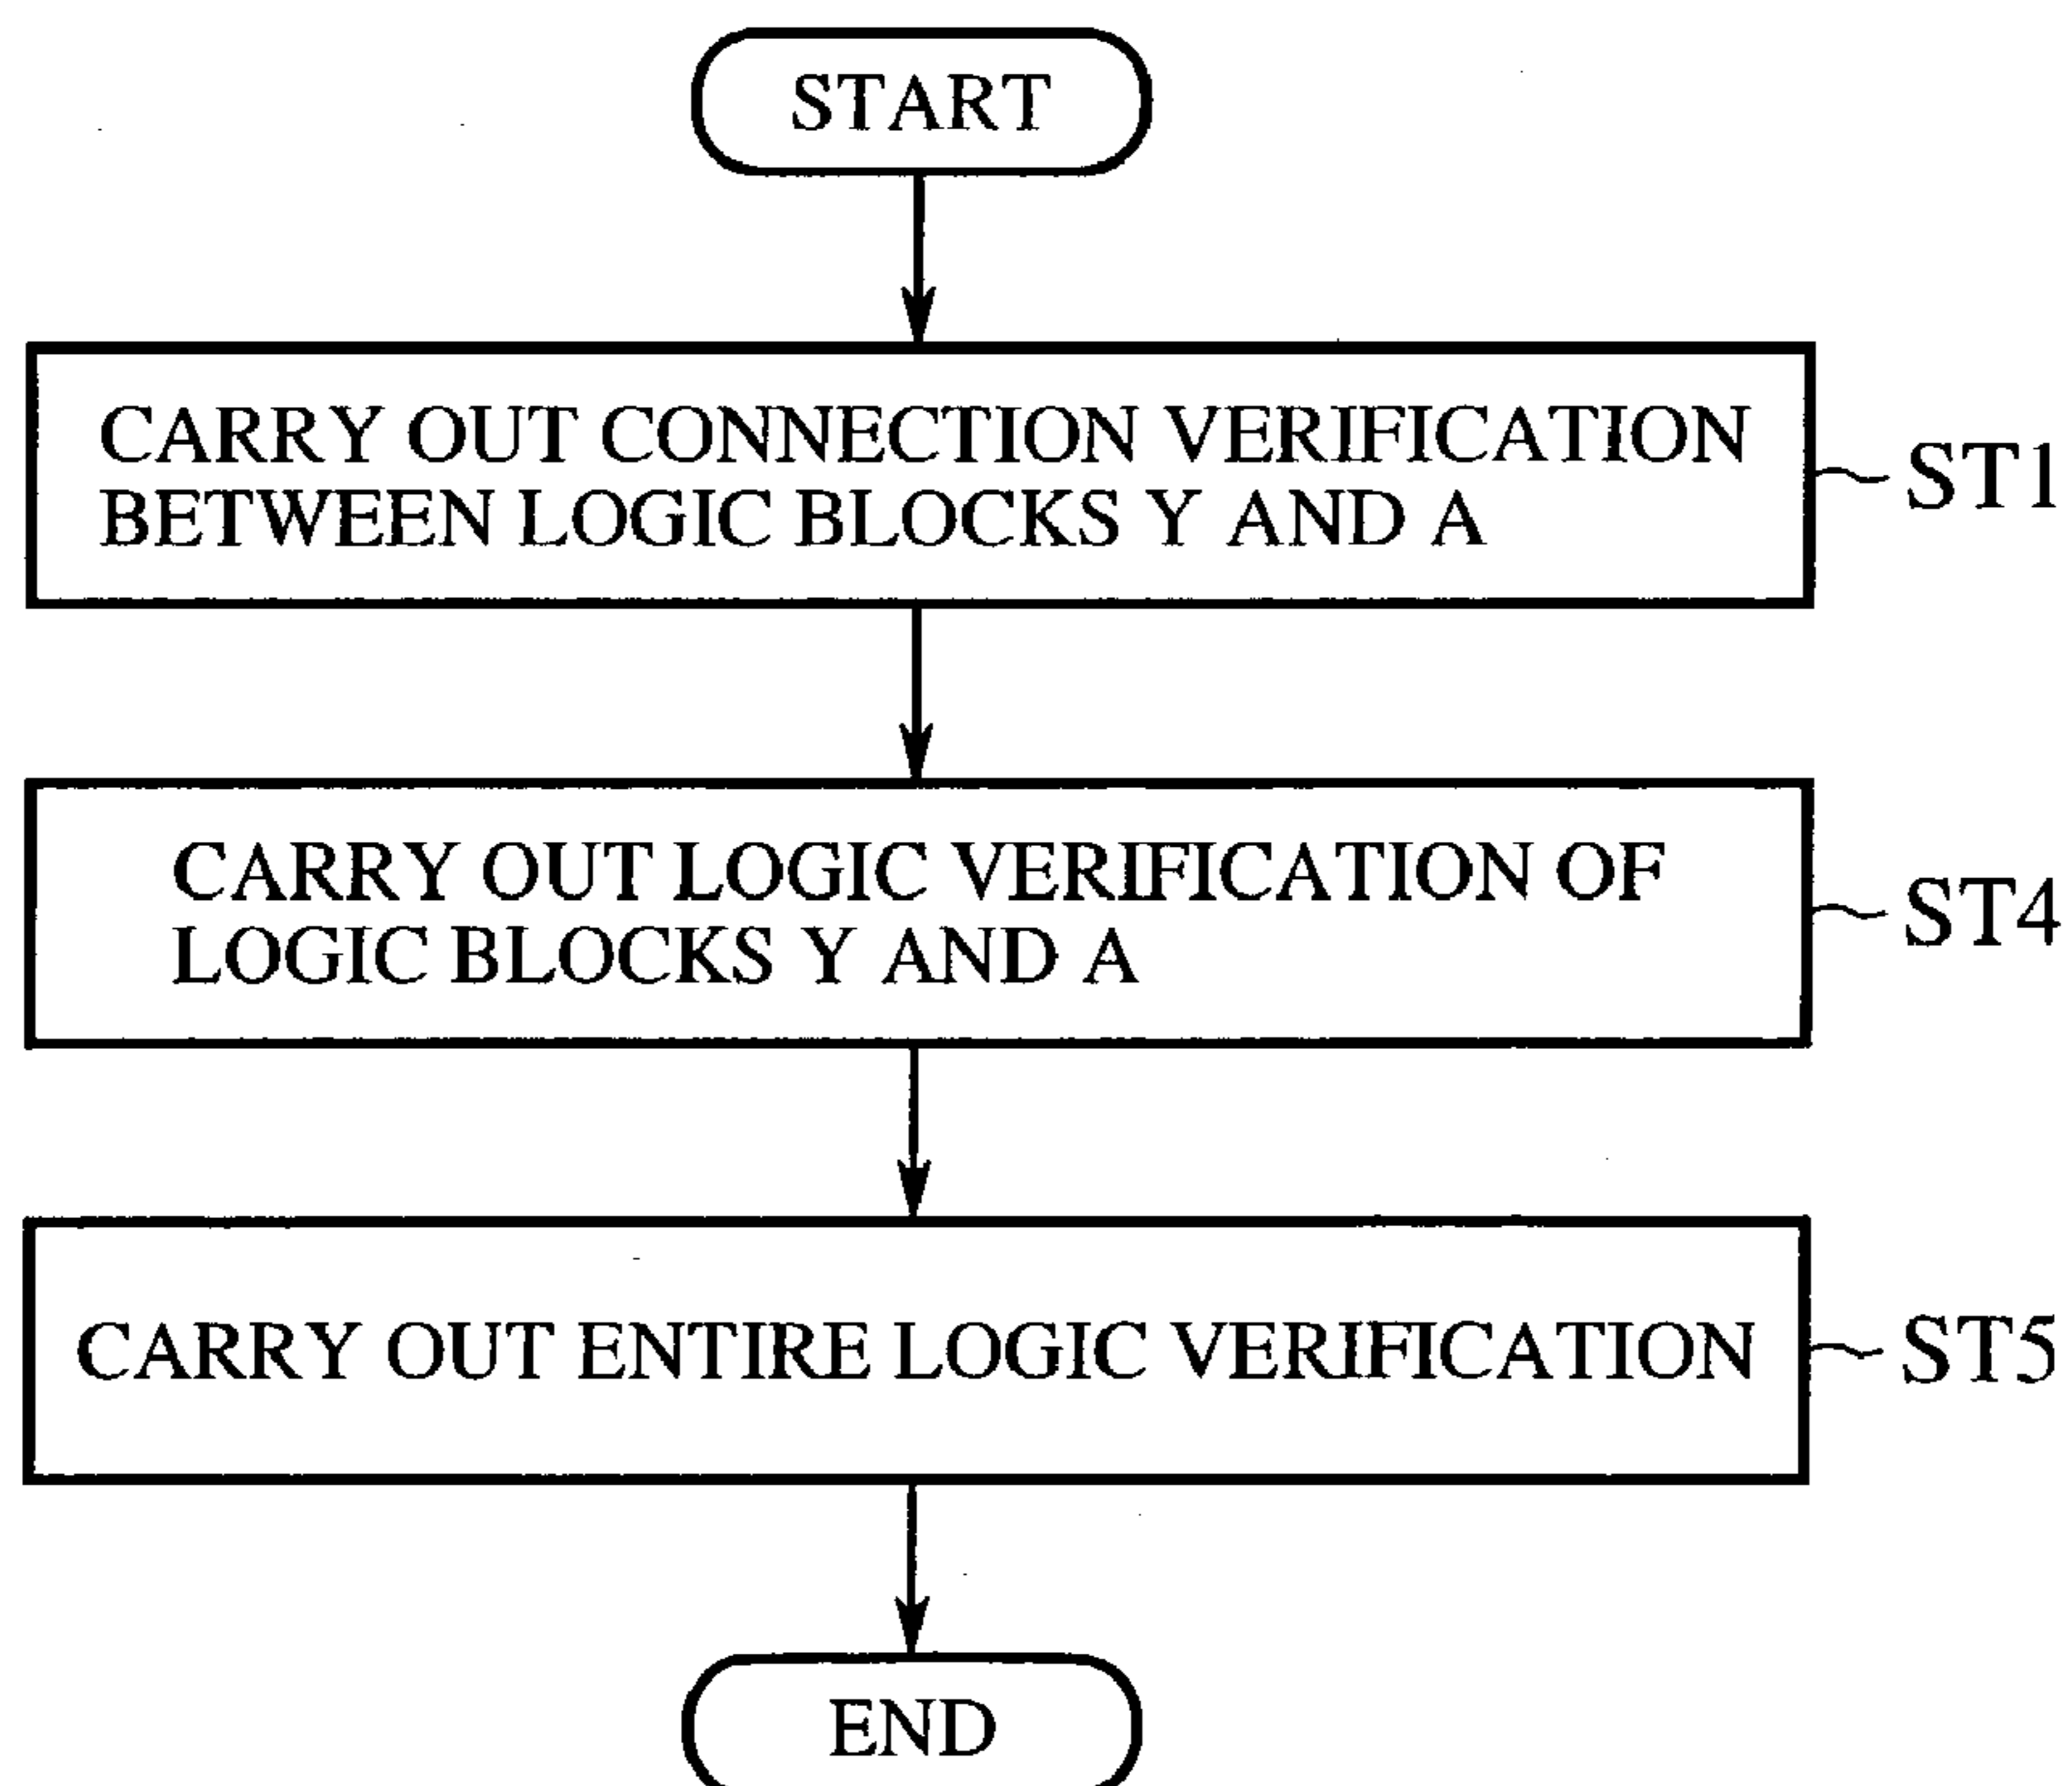 START
CARRY OUT CONNECTION VERIFICATION
BETWEEN LOGIC BLOCKS Y AND A
ST1
CARRY OUT LOGIC VERIFICATION OF
LOGIC BLOCKS Y AND A
ST4
CARRY OUT ENTIRE LOGIC VERIFICATION
ST5
END